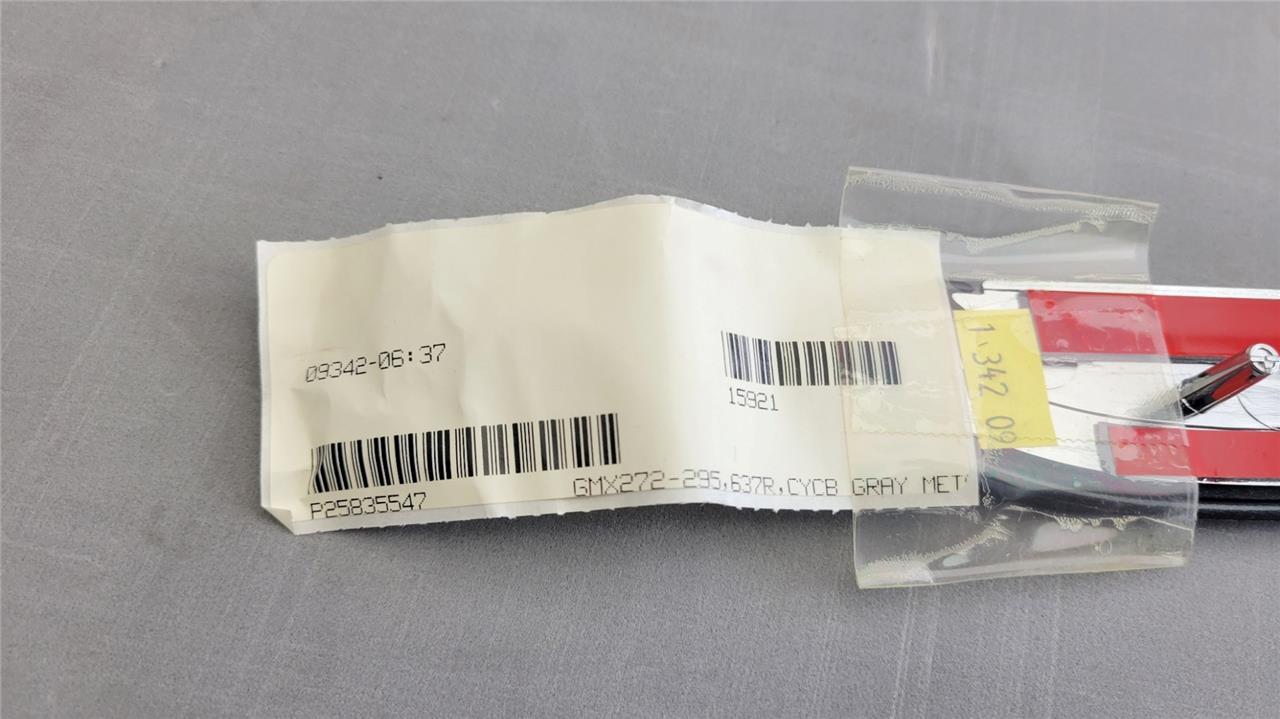 09342-06:37
15921
P25835547
GMX272-295,637R,CYCB GRAY MET
1.342 09